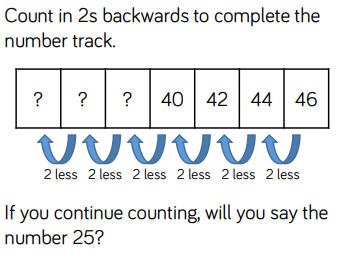 Count in 2s backwards to complete the
number track.
? ? ? 40 42 44 46
2 less 2 less 2 less 2 less 2 less 2 less
If you continue counting, will you say the
number 25?